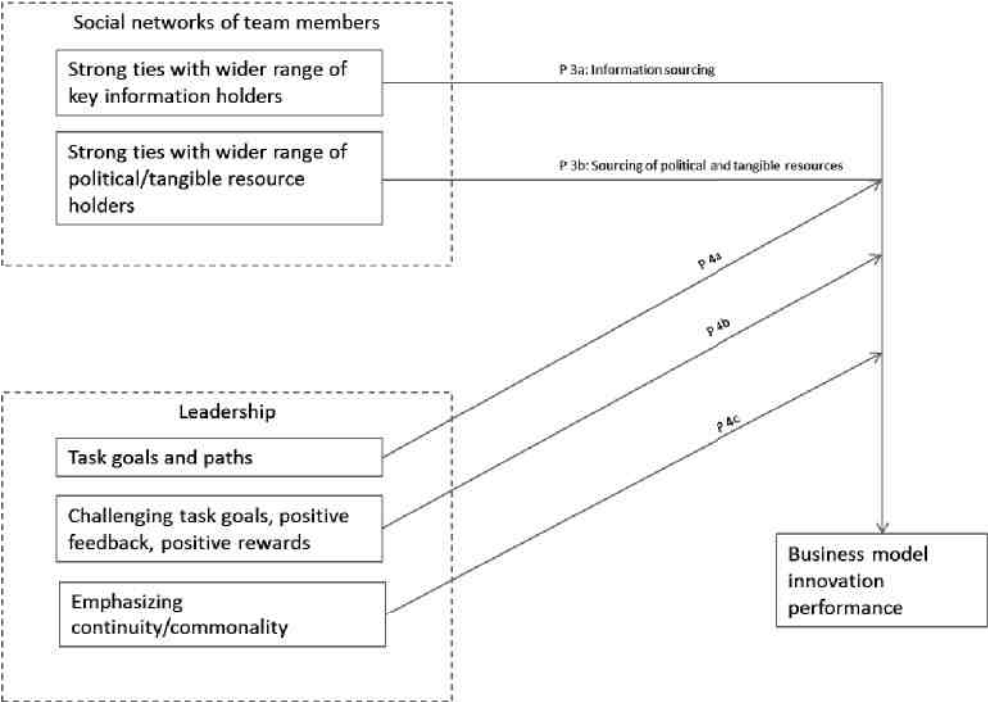 Social networks of team members
Strong ties with wider range of
key information holders
P 3a: Information sourcing
Strong ties with wider range of
political/tangible resource
holders
P 3b: Sourcing of political and tangible resources
P 4a
P 4b
P 4c
Leadership
Task goals and paths
Challenging task goals, positive
feedback, positive rewards
Emphasizing
continuity/commonality
Business model
innovation
performance